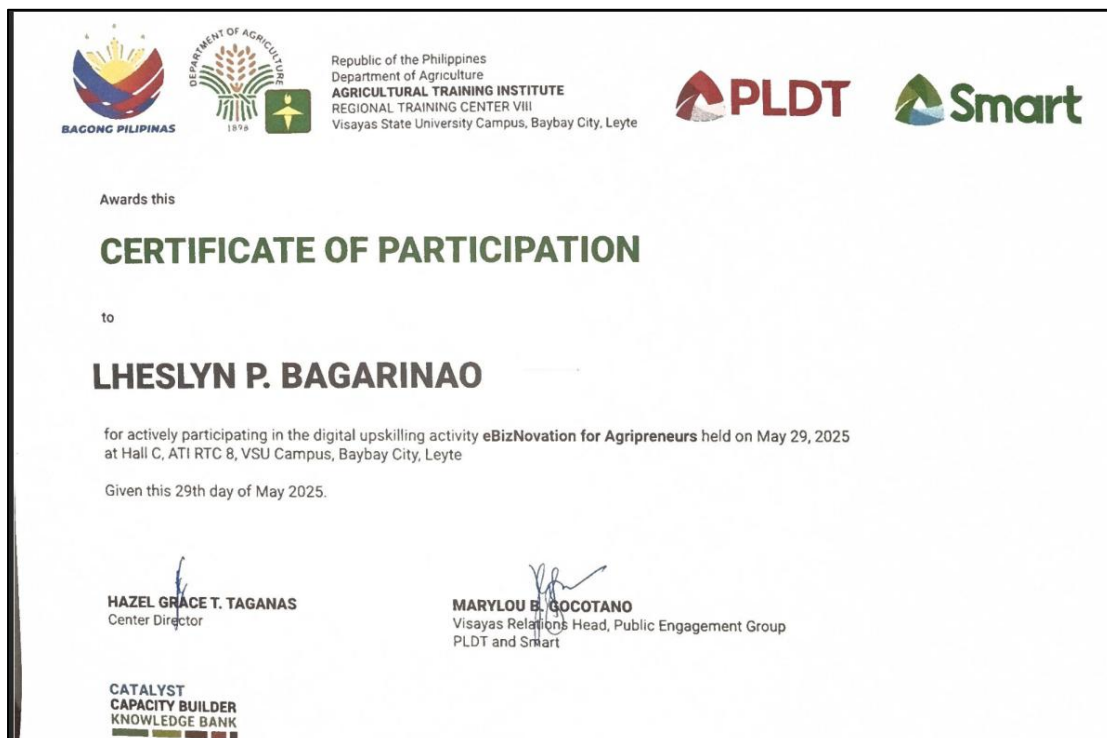 BAGONG PILIPINAS
DEPARTMENT OF AGRICULTURE
1898
Republic of the Philippines
Department of Agriculture
AGRICULTURAL TRAINING INSTITUTE
REGIONAL TRAINING CENTER VIII
Visayas State University Campus, Baybay City, Leyte
PLDT
Smart
Awards this
CERTIFICATE OF PARTICIPATION
to
LHESLYN P. BAGARINAO
for actively participating in the digital upskilling activity eBizNovation for Agripreneurs held on May 29, 2025
at Hall C, ATI RTC 8, VSU Campus, Baybay City, Leyte
Given this 29th day of May 2025.
HAZEL GRACE T. TAGANAS
Center Director
MARYLOU B. GOCOTANO
Visayas Relations Head, Public Engagement Group
PLDT and Smart
CATALYST
CAPACITY BUILDER
KNOWLEDGE BANK